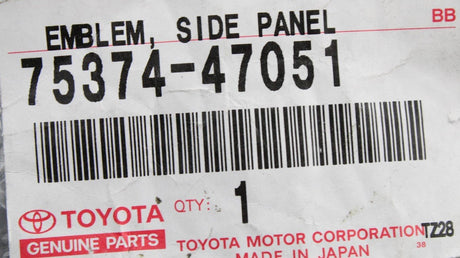 BB
EMBLEM, SIDE PANEL
75374-47051
TOYOTA QTY: 1
GENUINE PARTS
TOYOTA MOTOR CORPORATION TZ28
MADE IN JAPAN 38